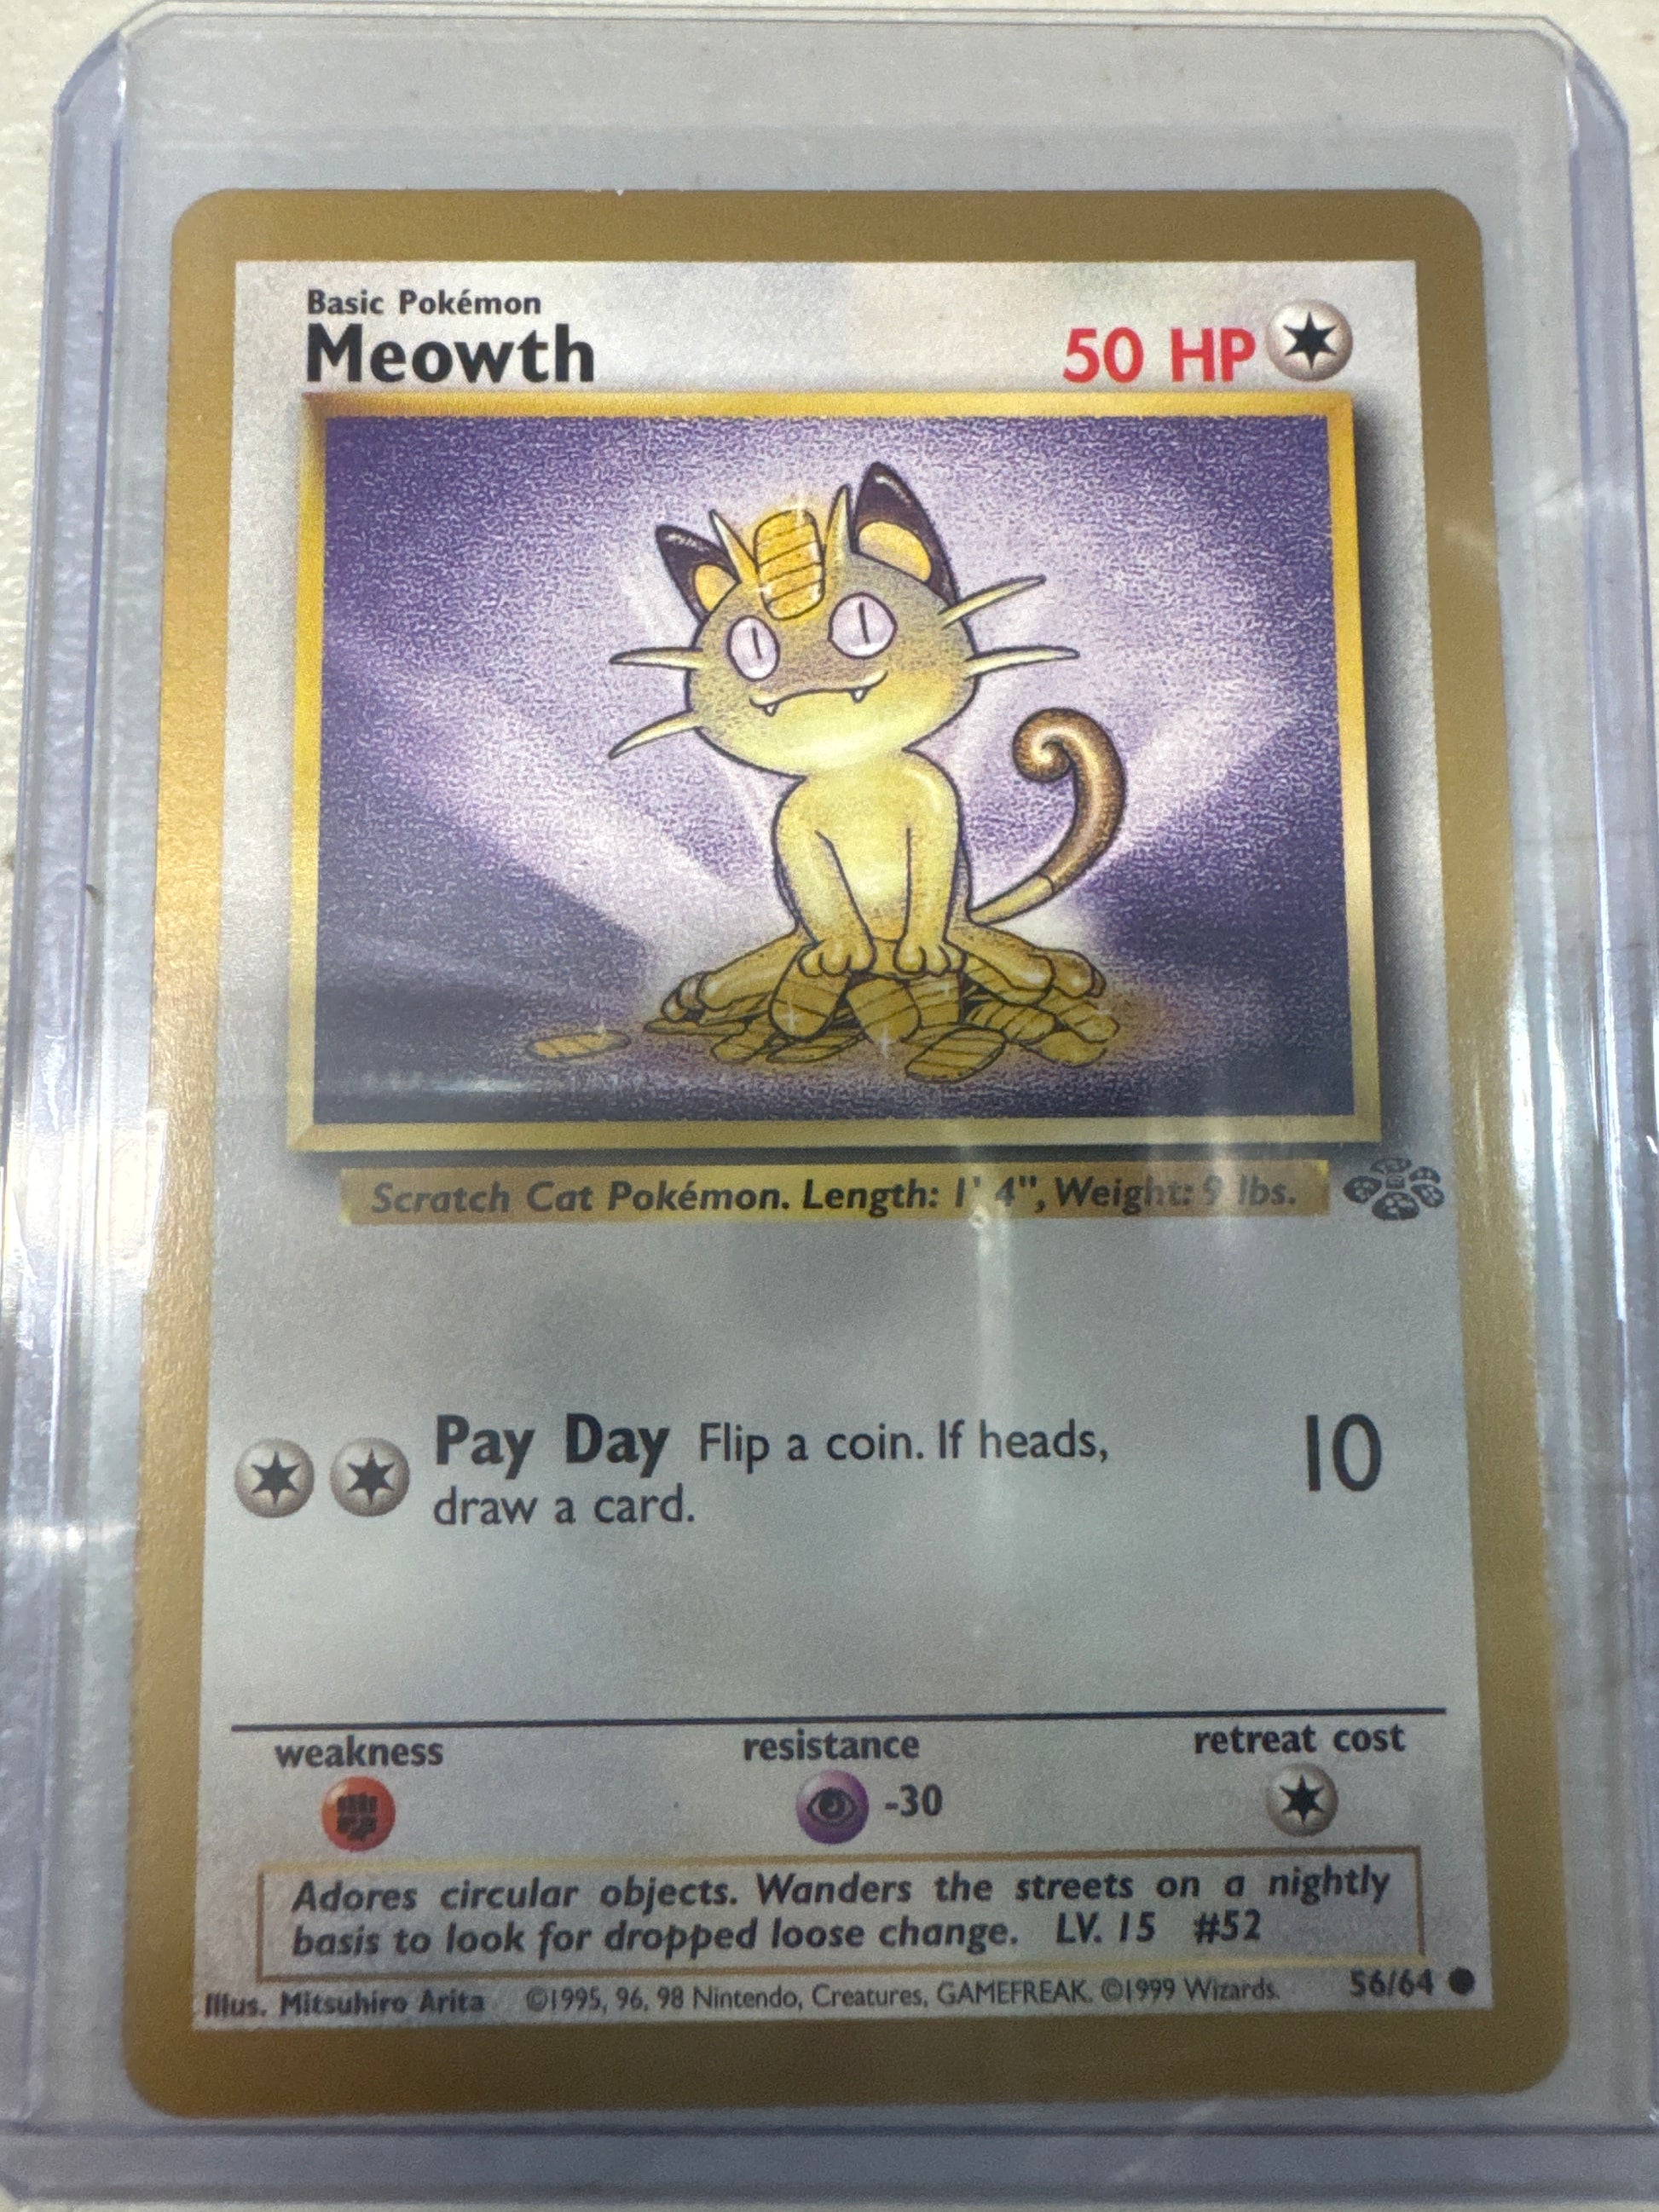 Basic Pokémon
Meowth
50 HP
Scratch Cat Pokémon. Length: 1' 4", Weight: 9 lbs.
Pay Day Flip a coin. If heads,
draw a card.
10
weakness
resistance
retreat cost
-30
Adores circular objects. Wanders the streets on a nightly
basis to look for dropped loose change. LV. 15 #52
Illus. Mitsuhiro Arita ©1995, 96, 98 Nintendo, Creatures, GAMEFREAK. ©1999 Wizards. 56/64